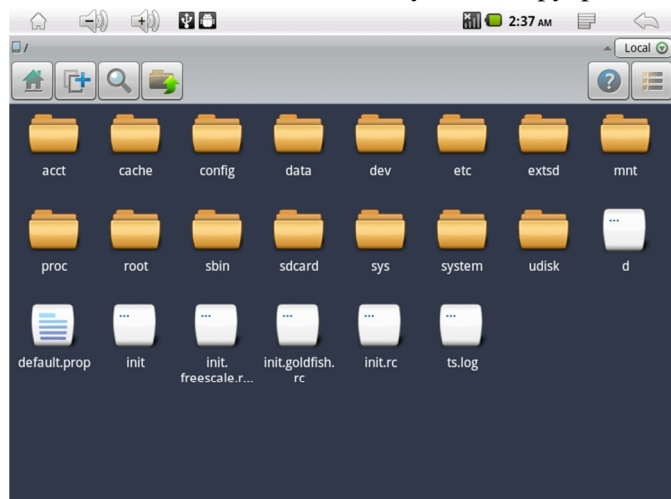 2:37 AM
/
Local
acct cache config data dev etc extsd mnt
proc root sbin sdcard sys system udisk d
default.prop init init. init.goldfish. init.rc ts.log
freescale.r... rc